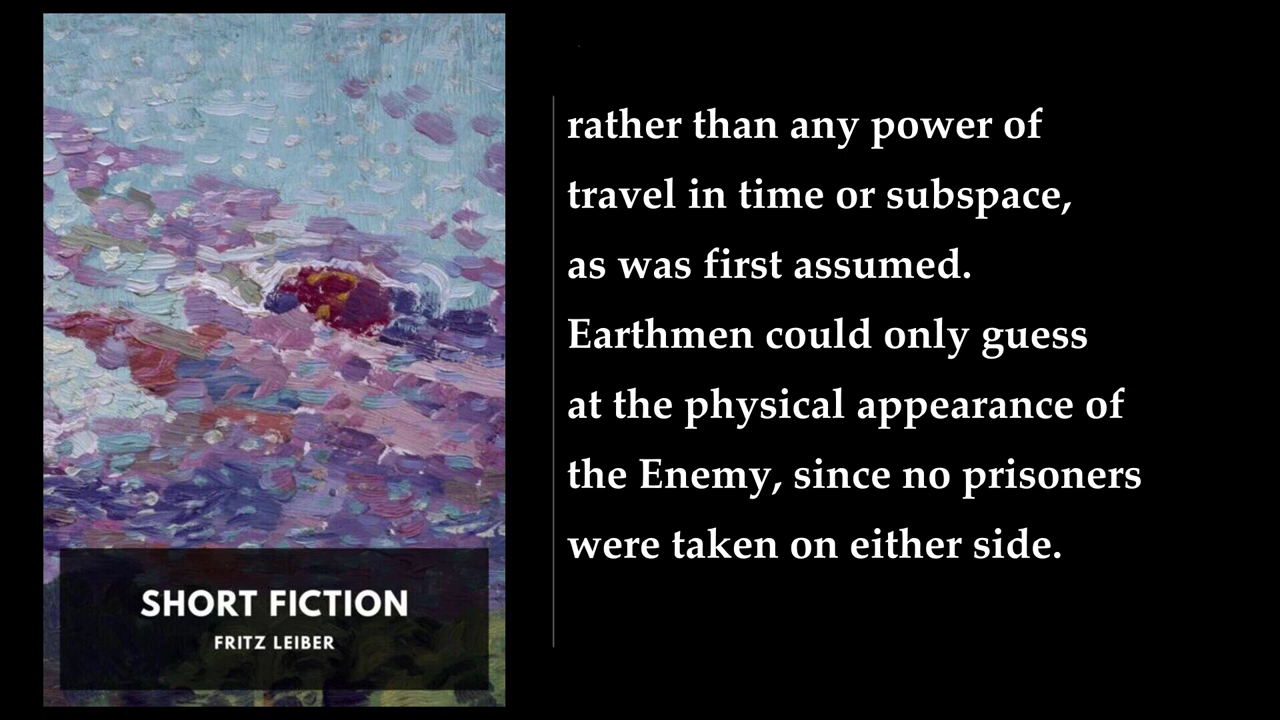 SHORT FICTION
FRITZ LEIBER
rather than any power of
travel in time or subspace,
as was first assumed.
Earthmen could only guess
at the physical appearance of
the Enemy, since no prisoners
were taken on either side.